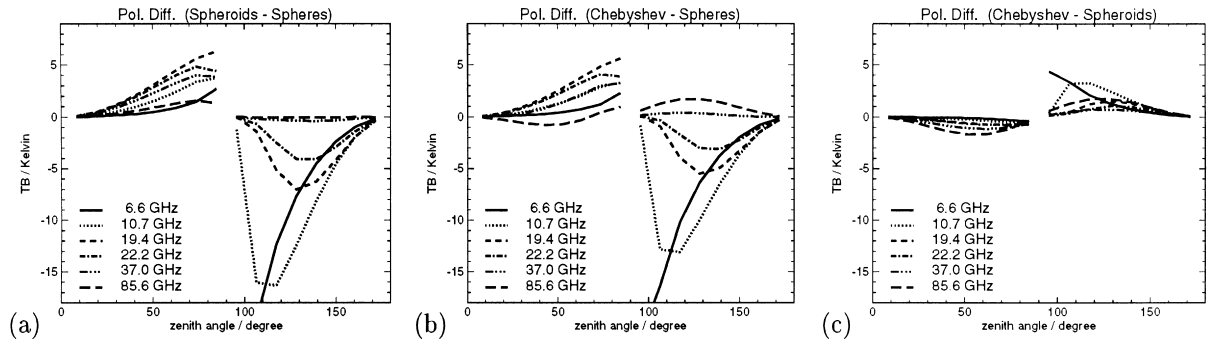 Pol. Diff. (Spheroids - Spheres)
5
0
-5
-10
-15
TB / Kelvin
6.6 GHz
10.7 GHz
19.4 GHz
22.2 GHz
37.0 GHz
85.6 GHz
0 50 100 150
zenith angle / degree
(a)
Pol. Diff. (Chebyshev - Spheres)
5
0
-5
-10
-15
TB / Kelvin
6.6 GHz
10.7 GHz
19.4 GHz
22.2 GHz
37.0 GHz
85.6 GHz
0 50 100 150
zenith angle / degree
(b)
Pol. Diff. (Chebyshev - Spheroids)
5
0
-5
-10
-15
TB / Kelvin
6.6 GHz
10.7 GHz
19.4 GHz
22.2 GHz
37.0 GHz
85.6 GHz
0 50 100 150
zenith angle / degree
(c)